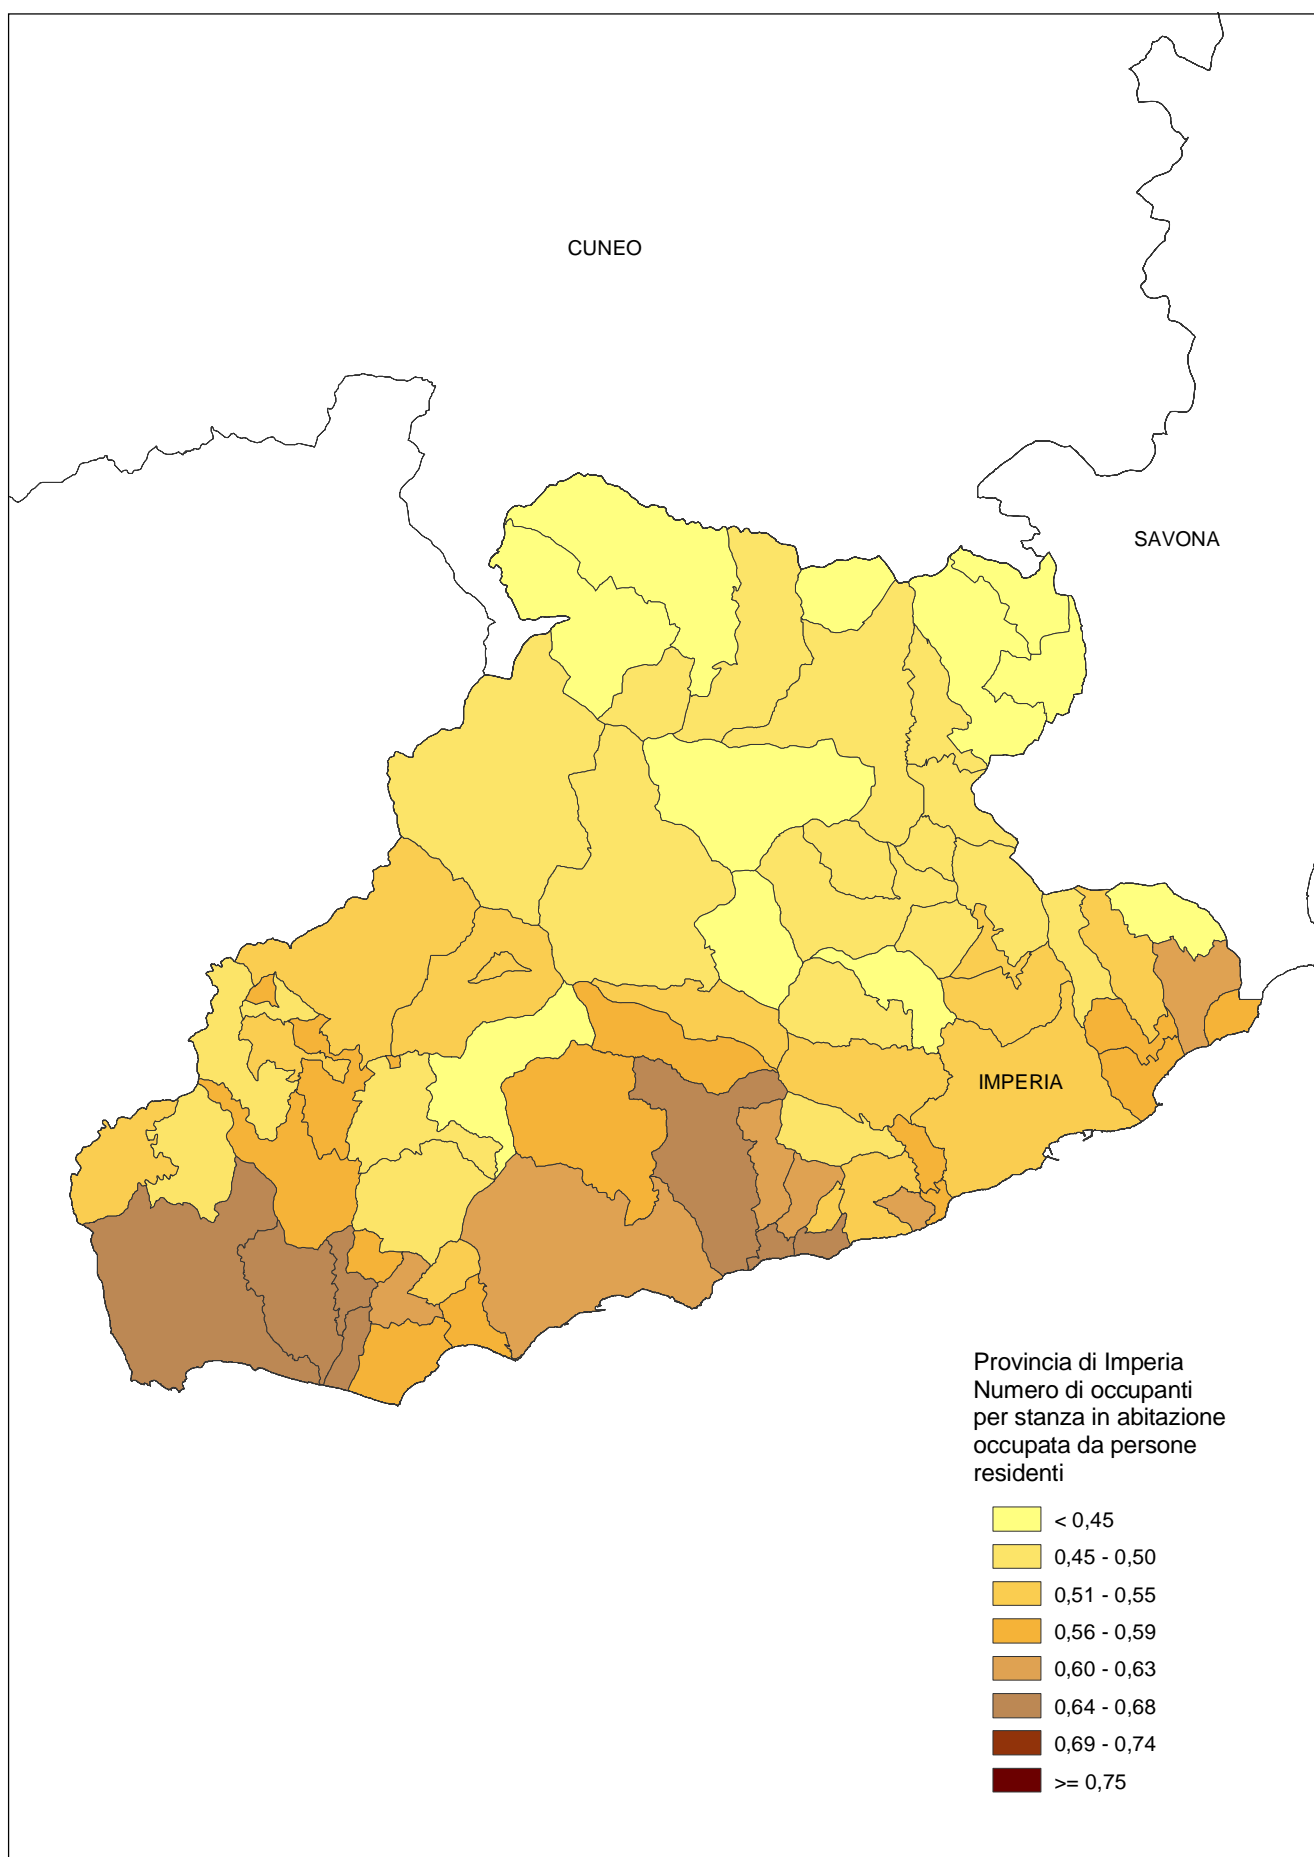 CUNEO
SAVONA
IMPERIA
Provincia di Imperia
Numero di occupanti
per stanza in abitazione
occupata da persone
residenti
< 0,45
0,45 - 0,50
0,51 - 0,55
0,56 - 0,59
0,60 - 0,63
0,64 - 0,68
0,69 - 0,74
>= 0,75